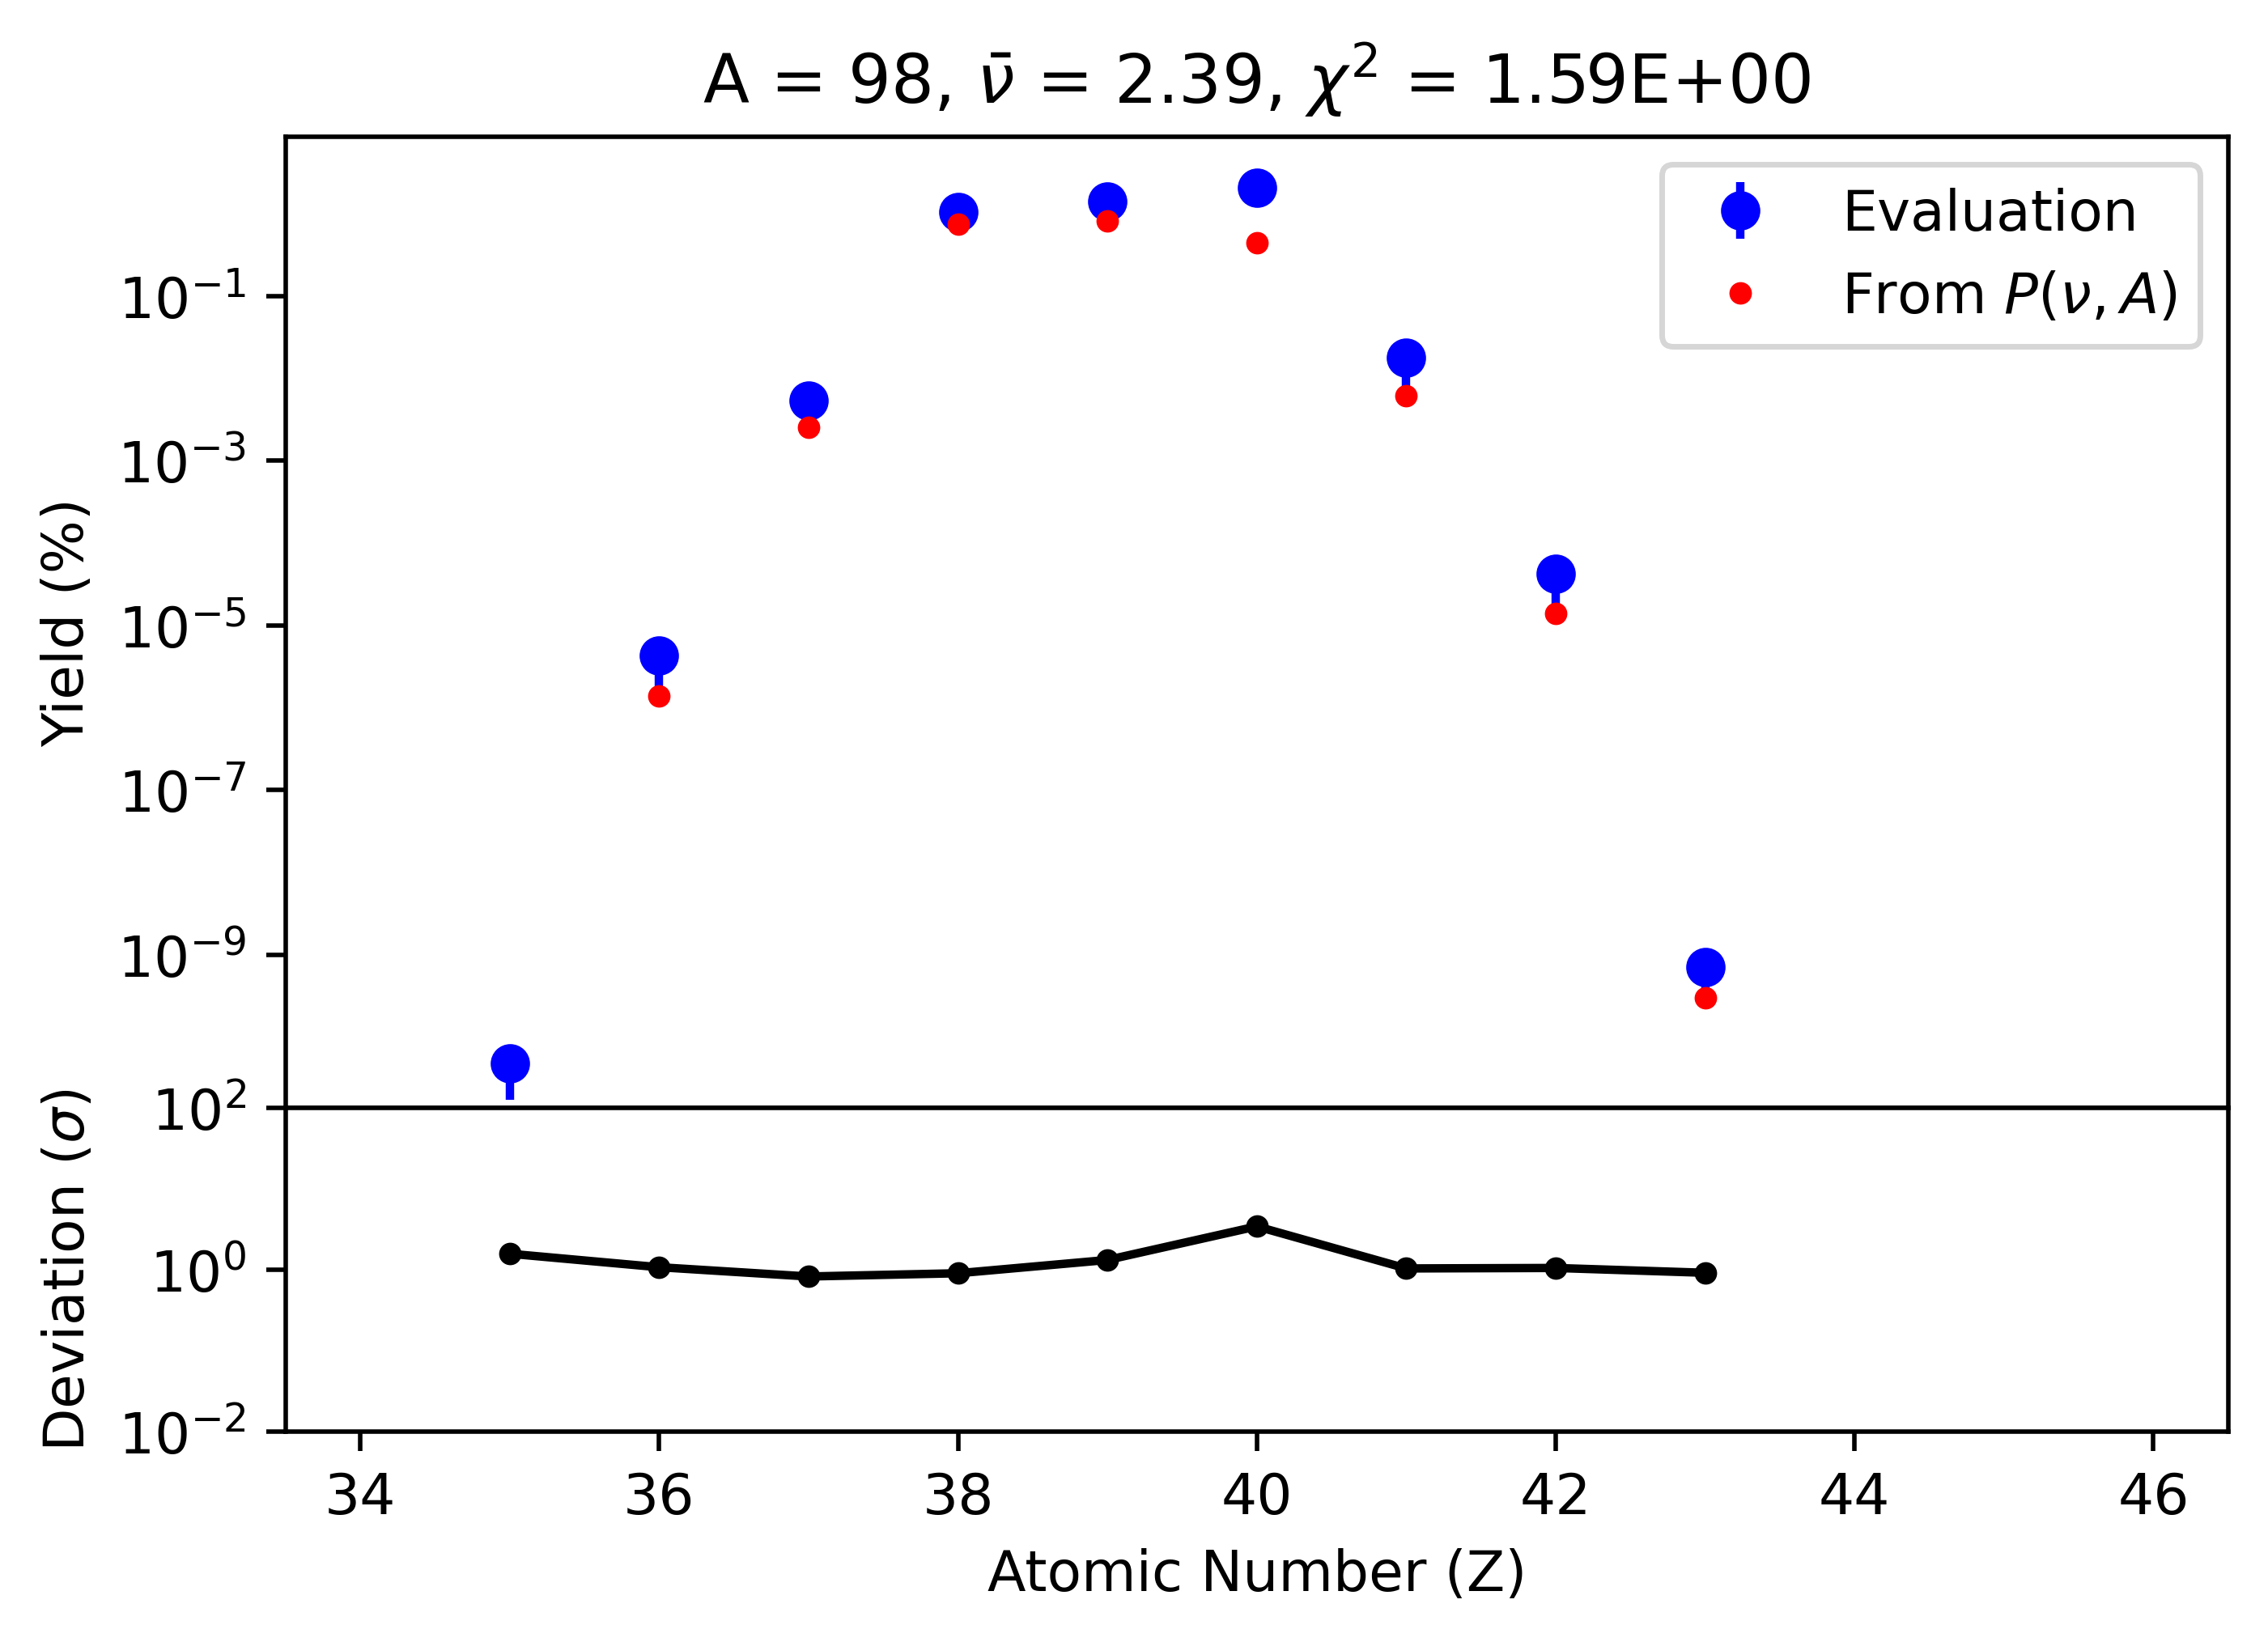 A = 98, ν̄ = 2.39, χ² = 1.59E+00
Evaluation
From P(ν, A)
Yield (%)
10⁻¹
10⁻³
10⁻⁵
10⁻⁷
10⁻⁹
Deviation (σ)
10²
10⁰
10⁻²
34 36 38 40 42 44 46
Atomic Number (Z)